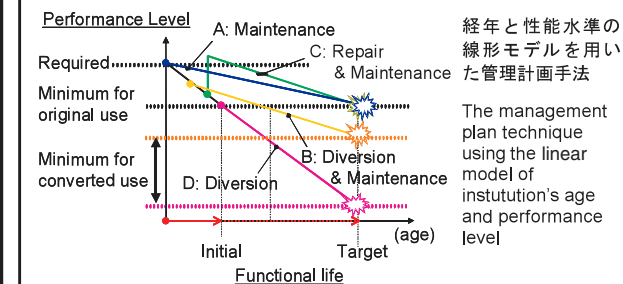 Performance Level
A: Maintenance
C: Repair
& Maintenance
Required
Minimum for
original use
Minimum for
converted use
B: Diversion
& Maintenance
D: Diversion
(age)
Initial
Target
Functional life
経年と性能水準の
線形モデルを用い
た管理計画手法
The management
plan technique
using the linear
model of
instutution's age
and performance
level